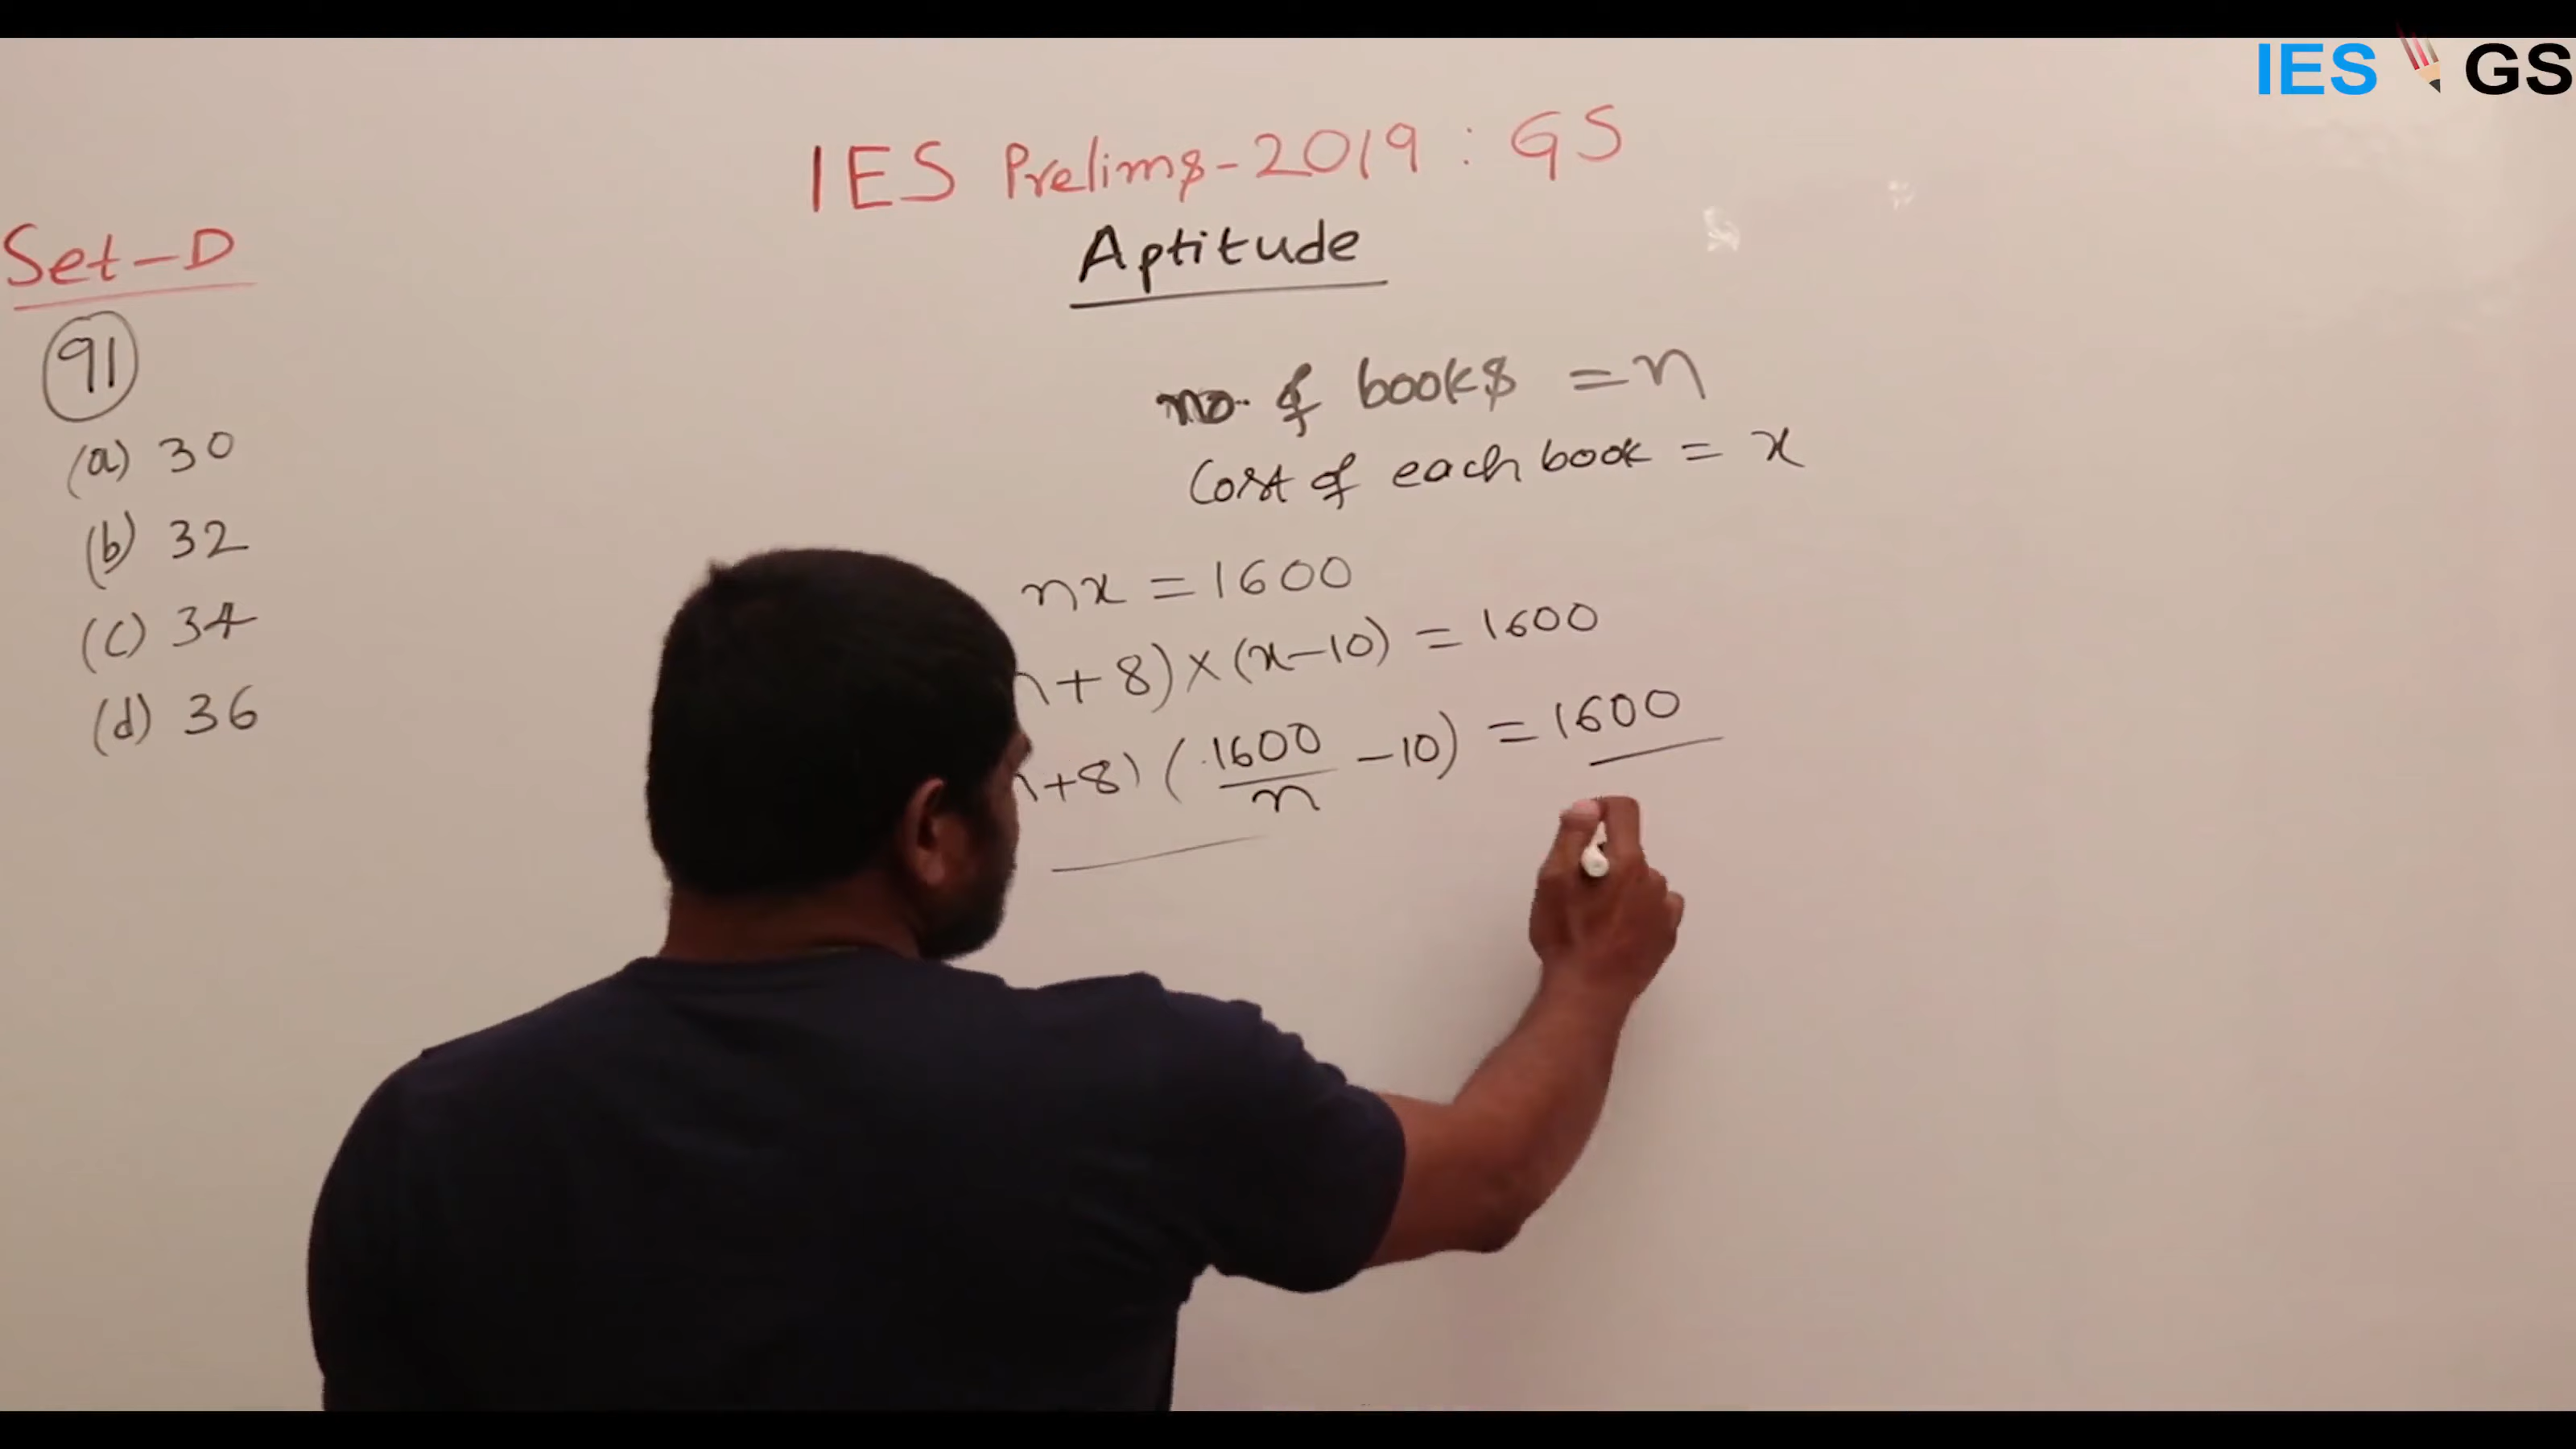 IES GS
IES Prelims-2019 : GS
Aptitude
Set-D
91
(a) 30
(b) 32
(c) 34
(d) 36
no. of books = n
Cost of each book = x
nx = 1600
+ 8) × (x-10) = 1600
+8) (1600/n - 10) = 1600